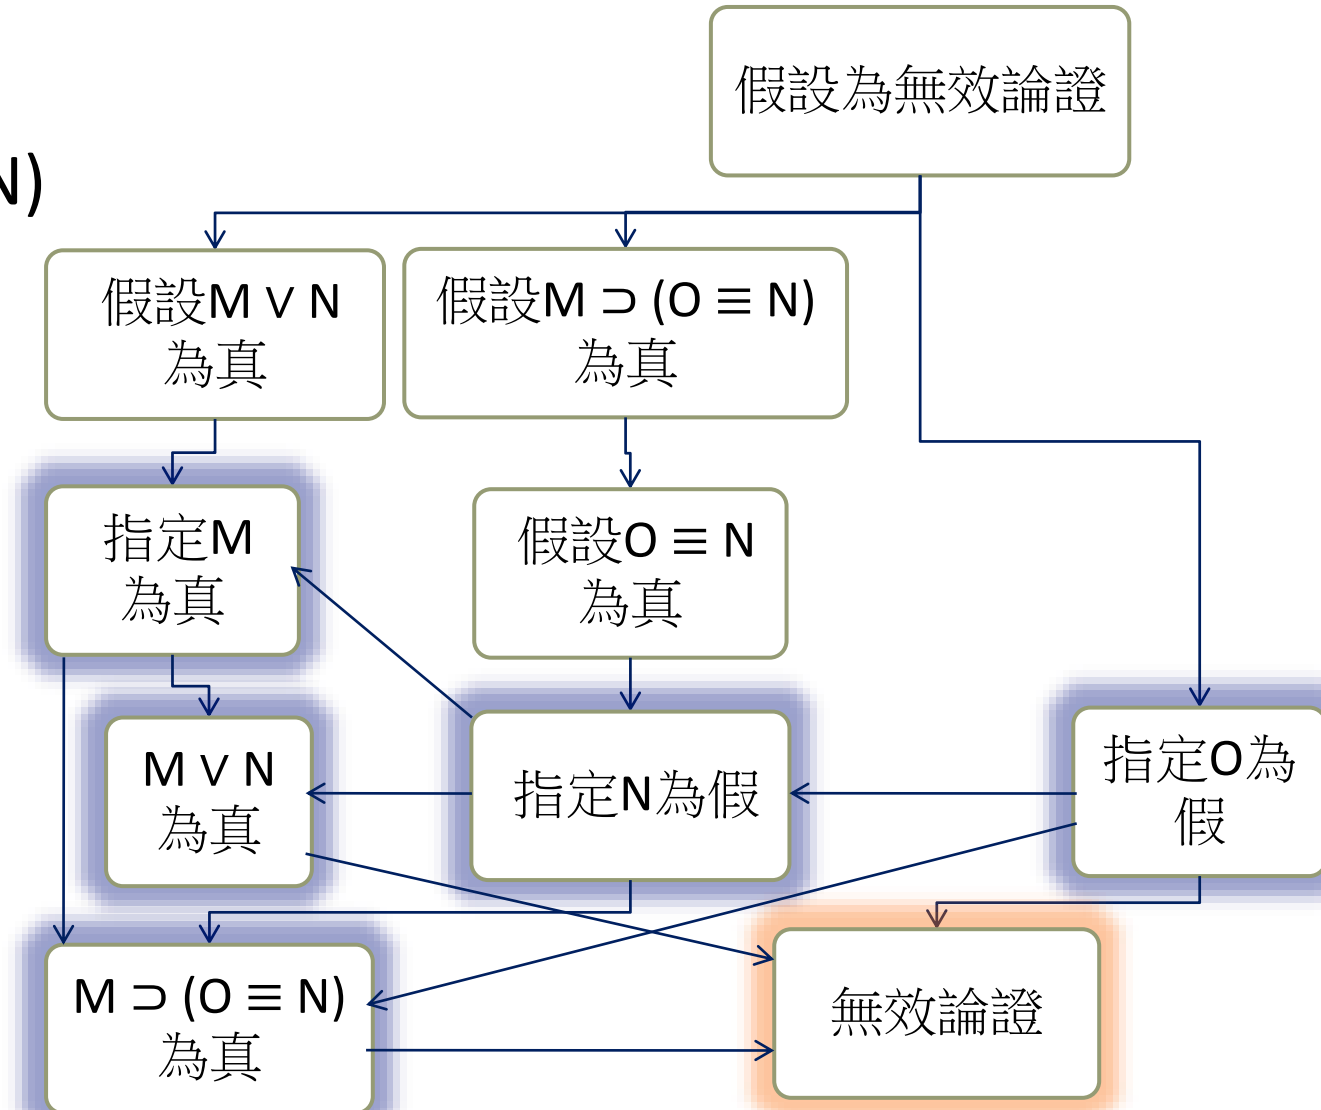 假設為無效論證
N)
假設M ∨ N
為真
假設M ⊃ (O ≡ N)
為真
指定M
為真
假設O ≡ N
為真
M ∨ N
為真
指定N為假
指定O為
假
M ⊃ (O ≡ N)
為真
無效論證